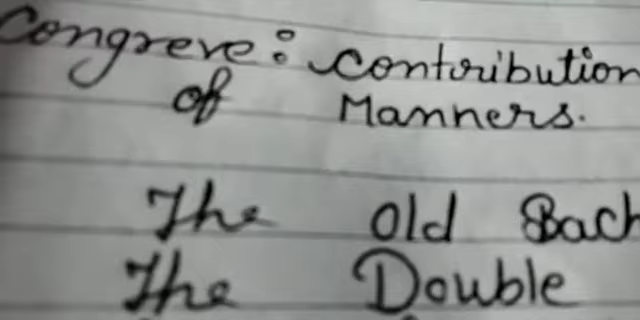 Congreve: Contribution
of Manners.
The Old Bach
The Double